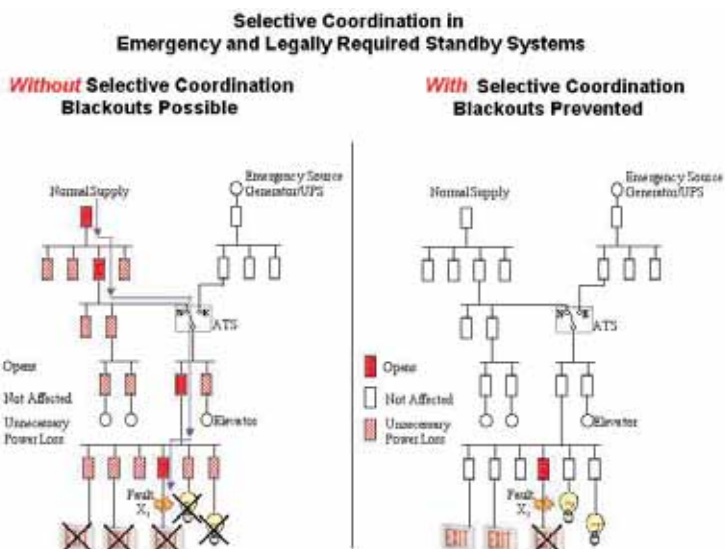 Selective Coordination in
Emergency and Legally Required Standby Systems
Without Selective Coordination
Blackouts Possible
Normal Supply
Emergency Source
Generator/UPS
N
E
ATS
Opens
Not Affected
Unnecessary
Power Loss
Elevator
Fault
X₁
With Selective Coordination
Blackouts Prevented
Normal Supply
Emergency Source
Generator/UPS
N
E
ATS
Opens
Not Affected
Unnecessary
Power Loss
Elevator
Fault
X₁
EXIT
EXIT